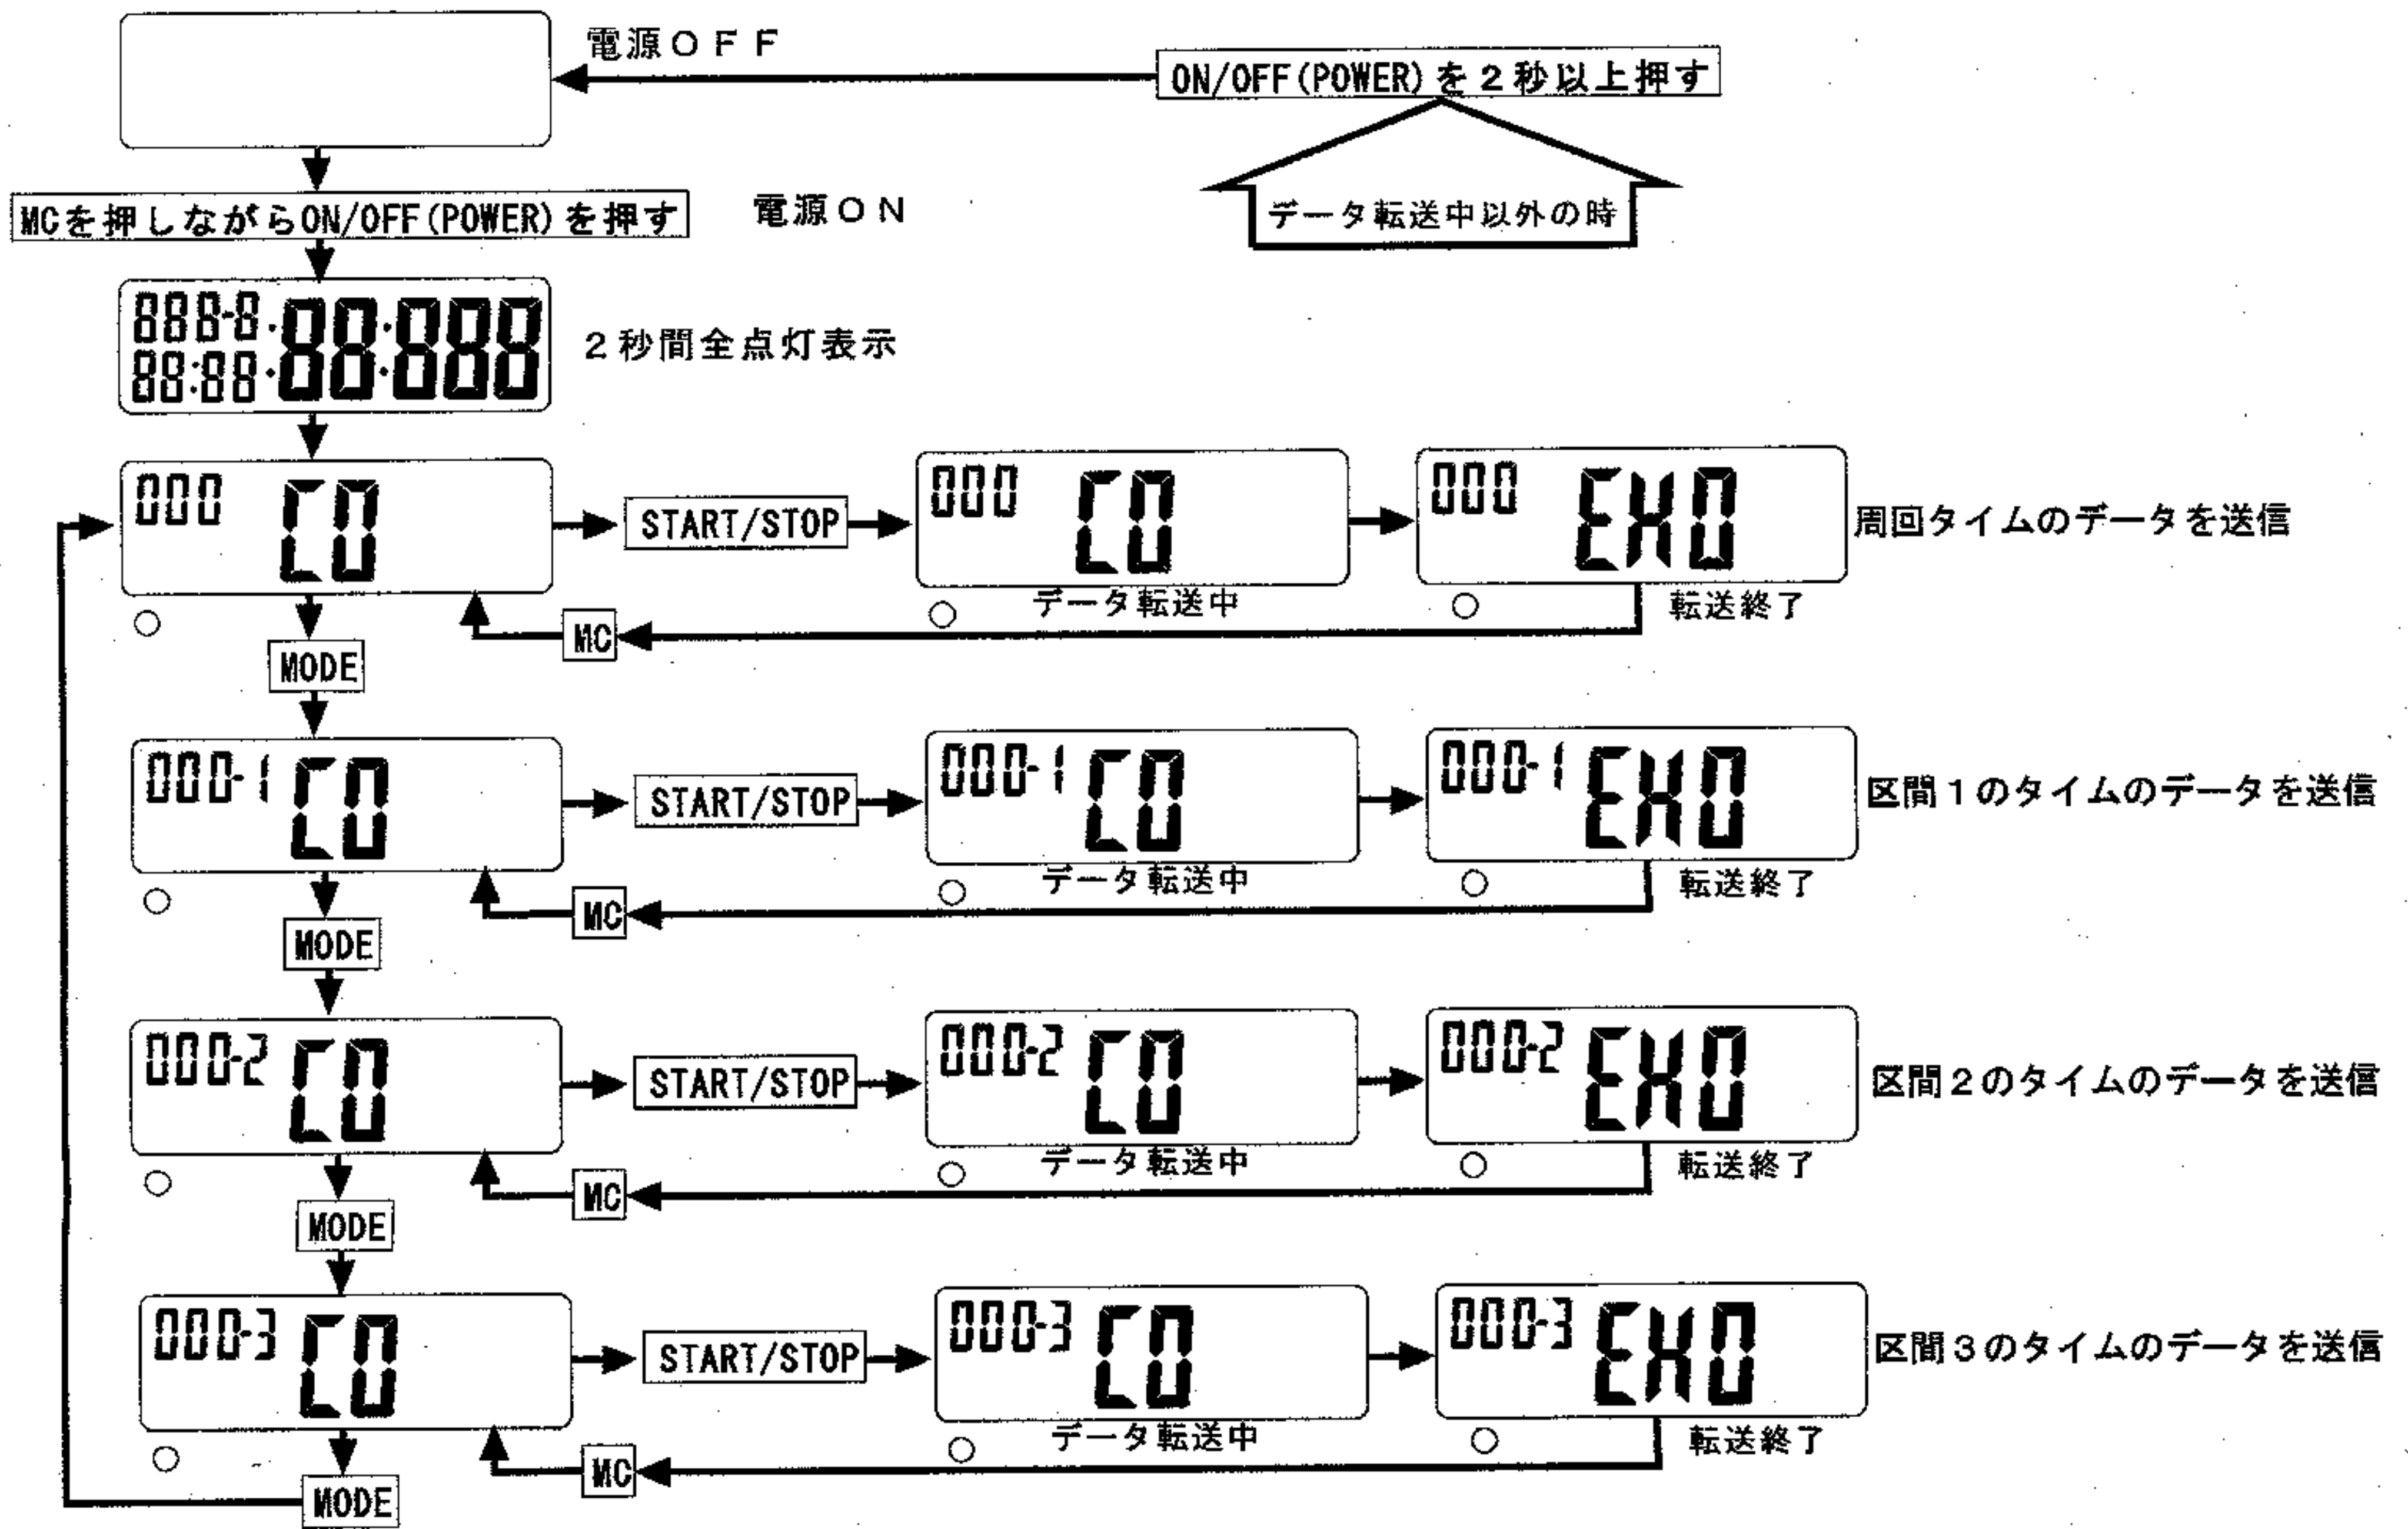 電源OFF
ON/OFF(POWER)を2秒以上押す
データ転送中以外の時
MCを押しながらON/OFF(POWER)を押す
電源ON
888-8.88.888
88:88
2秒間全点灯表示
000 CO
START/STOP
000 CO
データ転送中
000 END
転送終了
周回タイムのデータを送信
MC
MODE
000-1 CO
START/STOP
000-1 CO
データ転送中
000-1 END
転送終了
区間1のタイムのデータを送信
MC
MODE
000-2 CO
START/STOP
000-2 CO
データ転送中
000-2 END
転送終了
区間2のタイムのデータを送信
MC
MODE
000-3 CO
START/STOP
000-3 CO
データ転送中
000-3 END
転送終了
区間3のタイムのデータを送信
MC
MODE